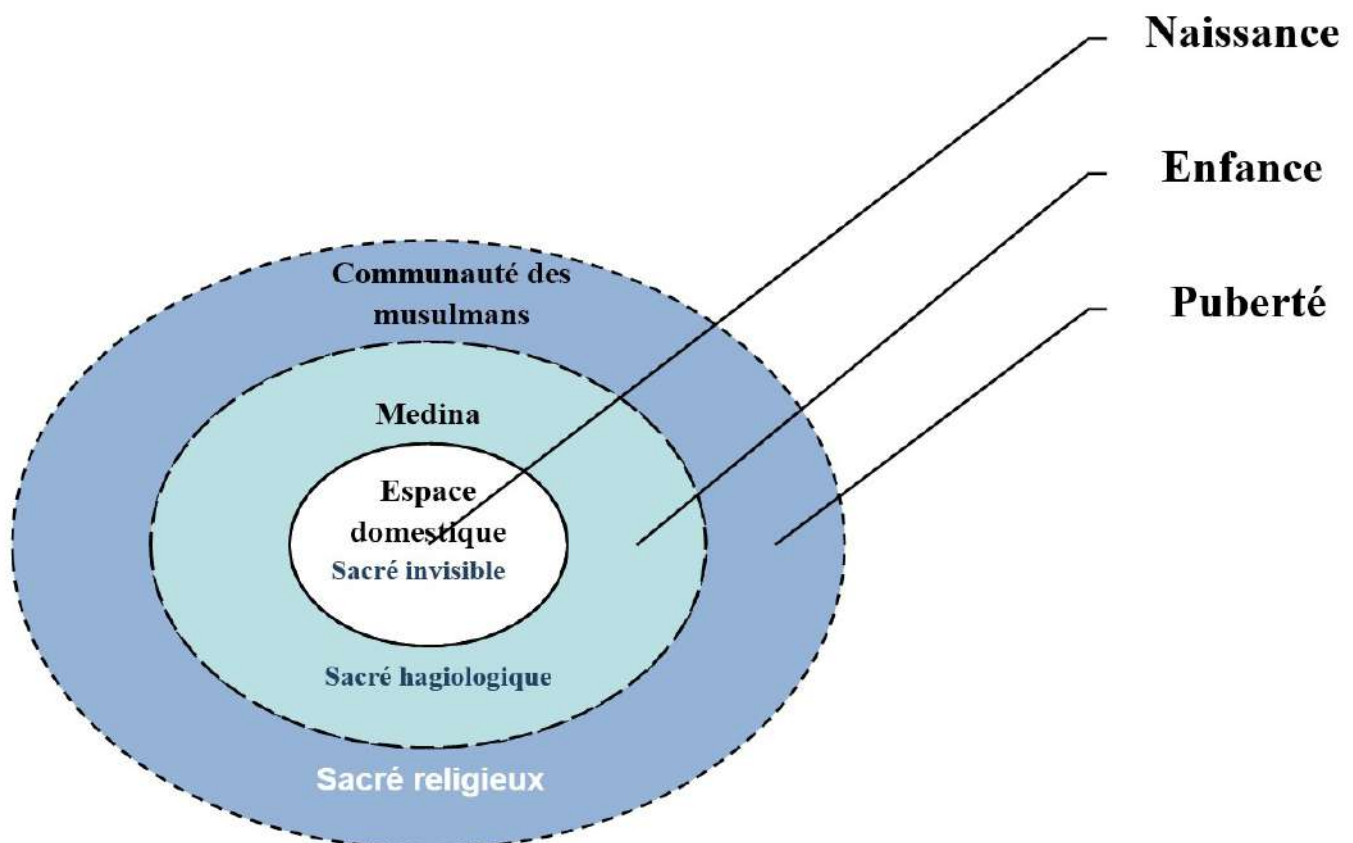 Naissance
Enfance
Communauté des
musulmans
Puberté
Medina
Espace
domestique
Sacré invisible
Sacré hagiologique
Sacré religieux